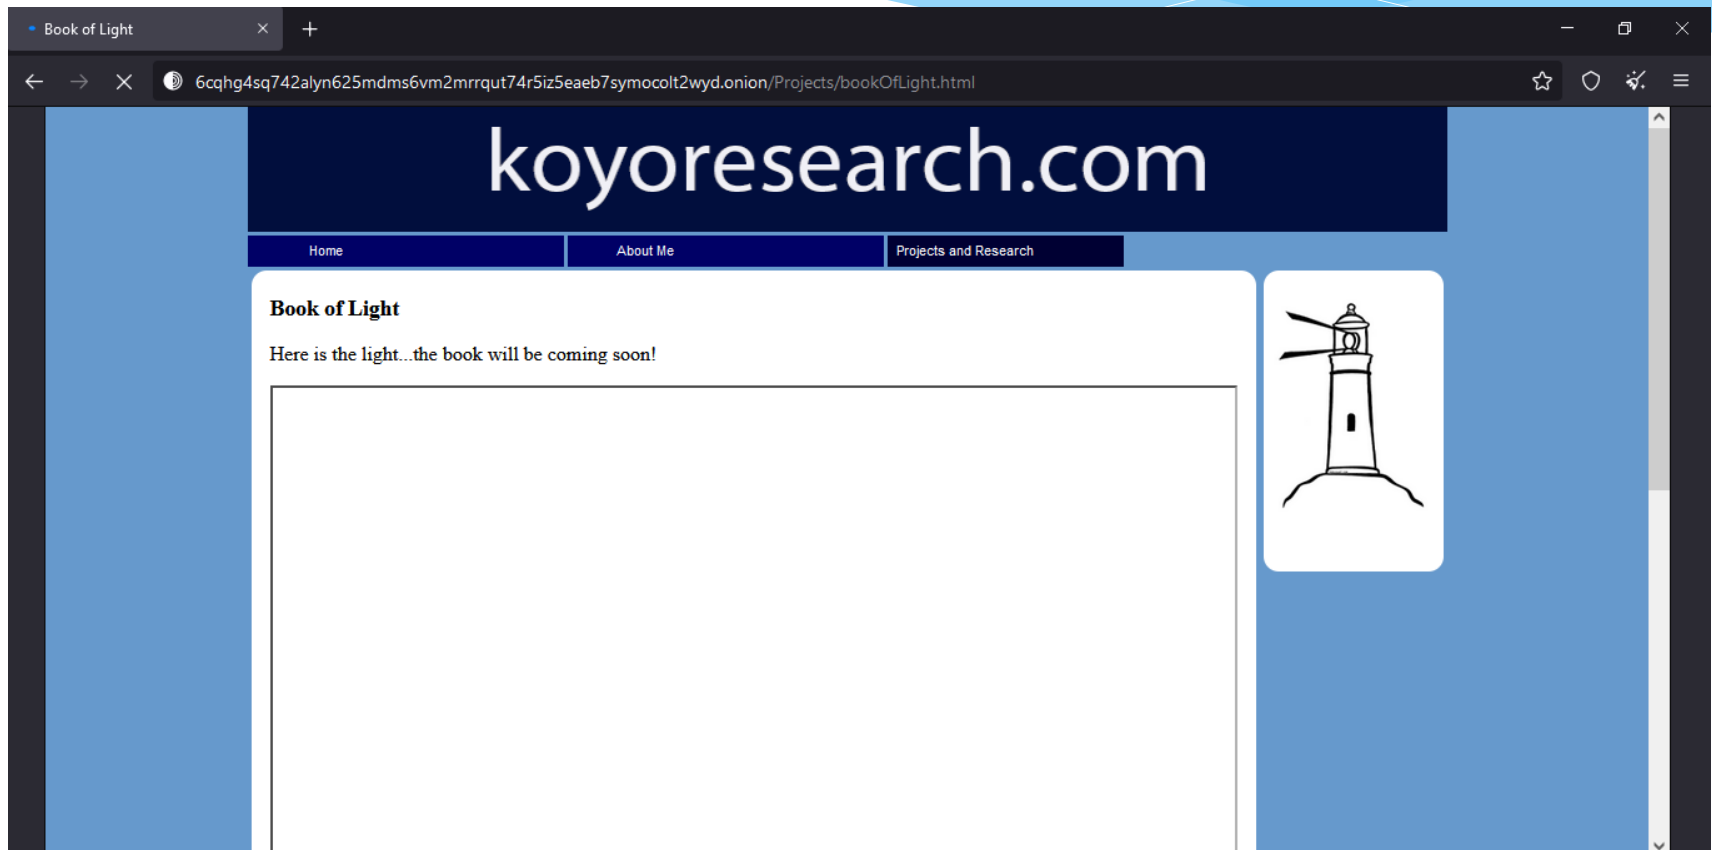 Book of Light
6cqhg4sq742alyn625mdms6vm2mrrqut74r5iz5eaeb7symocolt2wyd.onion/Projects/bookOfLight.html
koyoresearch.com
Home About Me Projects and Research
Book of Light
Here is the light...the book will be coming soon!